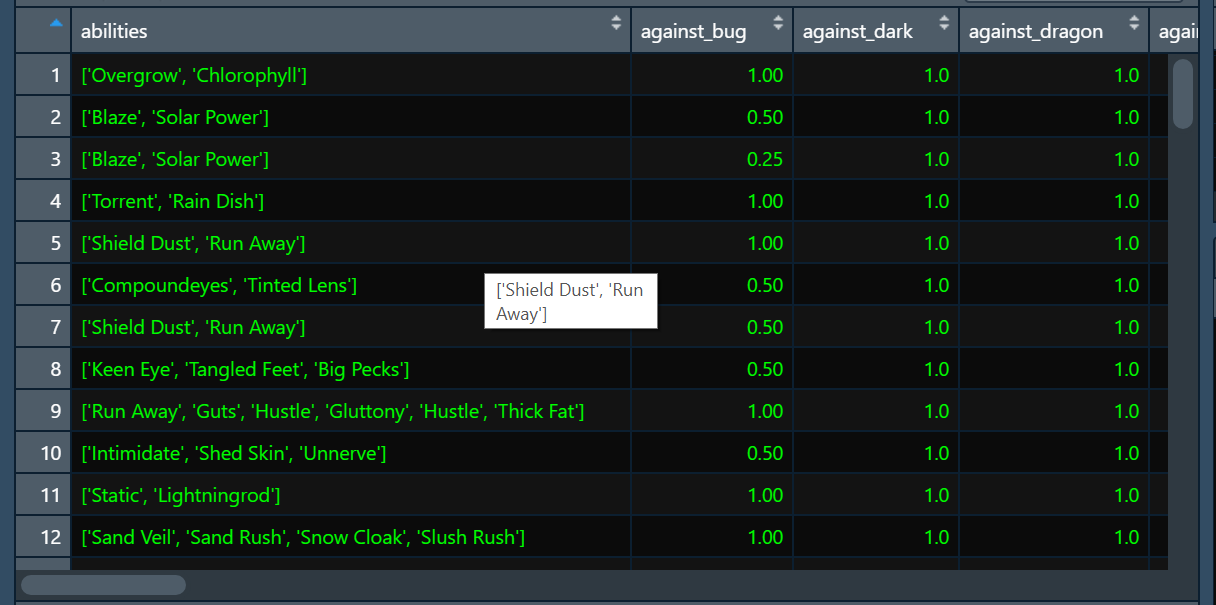 abilities against_bug against_dark against_dragon agai
1 ['Overgrow', 'Chlorophyll'] 1.00 1.0 1.0
2 ['Blaze', 'Solar Power'] 0.50 1.0 1.0
3 ['Blaze', 'Solar Power'] 0.25 1.0 1.0
4 ['Torrent', 'Rain Dish'] 1.00 1.0 1.0
5 ['Shield Dust', 'Run Away'] 1.00 1.0 1.0
6 ['Compoundeyes', 'Tinted Lens'] 0.50 1.0 1.0
['Shield Dust', 'Run
Away']
7 ['Shield Dust', 'Run Away'] 0.50 1.0 1.0
8 ['Keen Eye', 'Tangled Feet', 'Big Pecks'] 0.50 1.0 1.0
9 ['Run Away', 'Guts', 'Hustle', 'Gluttony', 'Hustle', 'Thick Fat'] 1.00 1.0 1.0
10 ['Intimidate', 'Shed Skin', 'Unnerve'] 0.50 1.0 1.0
11 ['Static', 'Lightningrod'] 1.00 1.0 1.0
12 ['Sand Veil', 'Sand Rush', 'Snow Cloak', 'Slush Rush'] 1.00 1.0 1.0